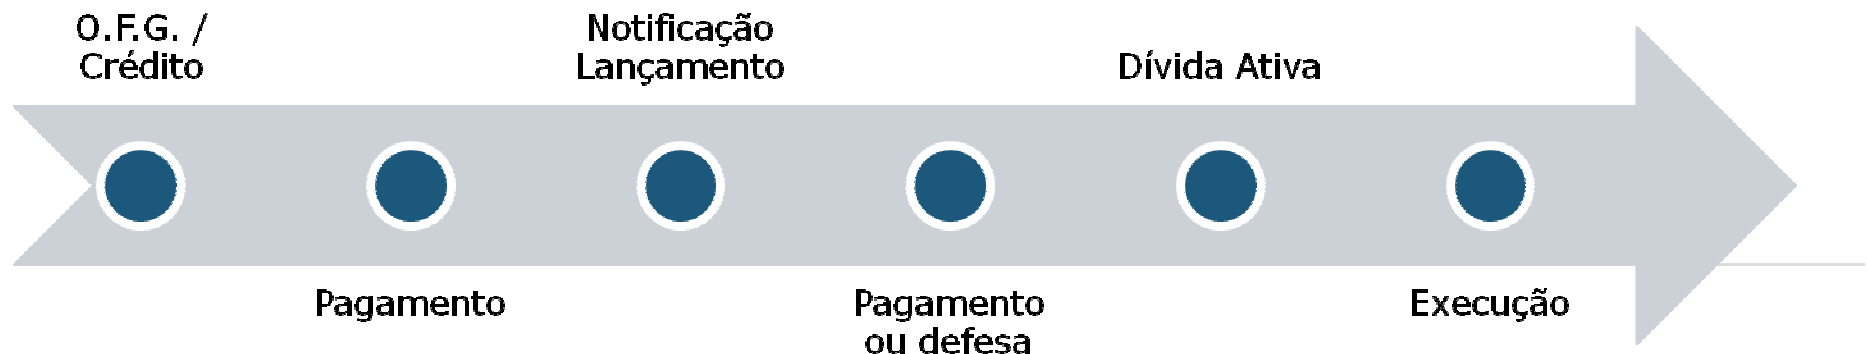 O.F.G. /
Crédito
Pagamento
Notificação
Lançamento
Pagamento
ou defesa
Dívida Ativa
Execução